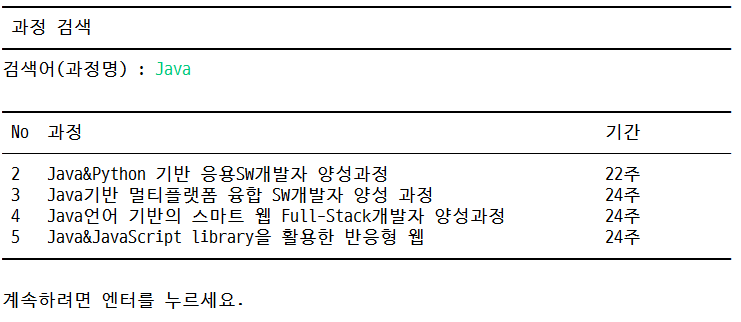 과정 검색
검색어(과정명) : Java
No 과정 기간
2 Java&Python 기반 응용SW개발자 양성과정 22주
3 Java기반 멀티플랫폼 융합 SW개발자 양성 과정 24주
4 Java언어 기반의 스마트 웹 Full-Stack개발자 양성과정 24주
5 Java&JavaScript library을 활용한 반응형 웹 24주
계속하려면 엔터를 누르세요.